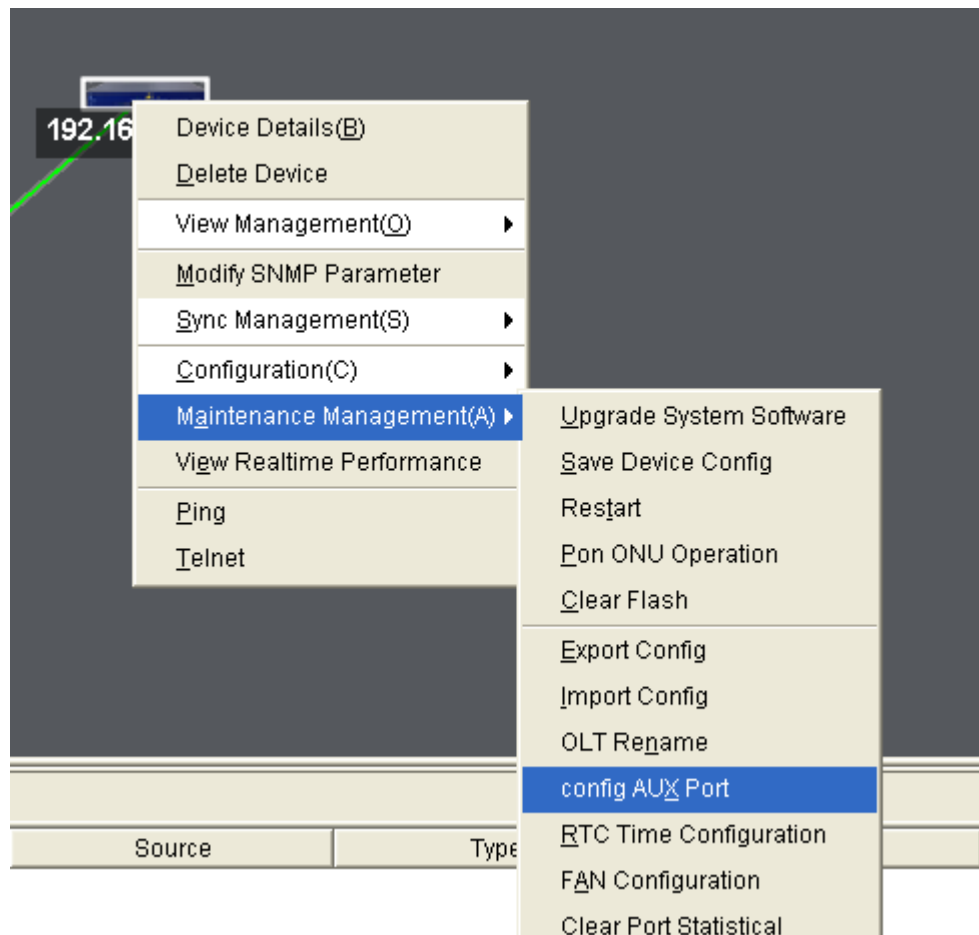 192.16
Device Details(B)
Delete Device
View Management(O)
Modify SNMP Parameter
Sync Management(S)
Configuration(C)
Maintenance Management(A)
View Realtime Performance
Ping
Telnet
Upgrade System Software
Save Device Config
Restart
Pon ONU Operation
Clear Flash
Export Config
Import Config
OLT Rename
config AUX Port
RTC Time Configuration
FAN Configuration
Clear Port Statistical
Source Type